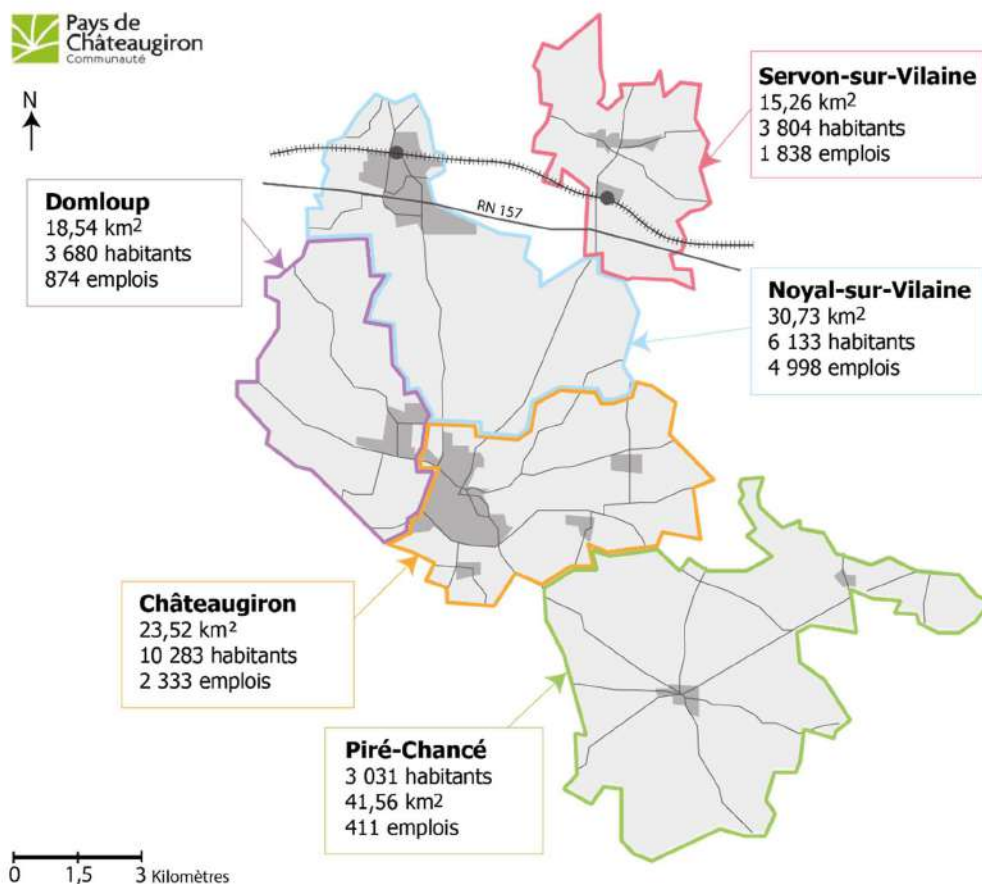 Pays de
Châteaugiron
Communauté
N
Servon-sur-Vilaine
15,26 km²
3 804 habitants
1 838 emplois
Domloup
18,54 km²
3 680 habitants
874 emplois
RN 157
Noyal-sur-Vilaine
30,73 km²
6 133 habitants
4 998 emplois
Châteaugiron
23,52 km²
10 283 habitants
2 333 emplois
Piré-Chancé
3 031 habitants
41,56 km²
411 emplois
0 1,5 3 Kilomètres